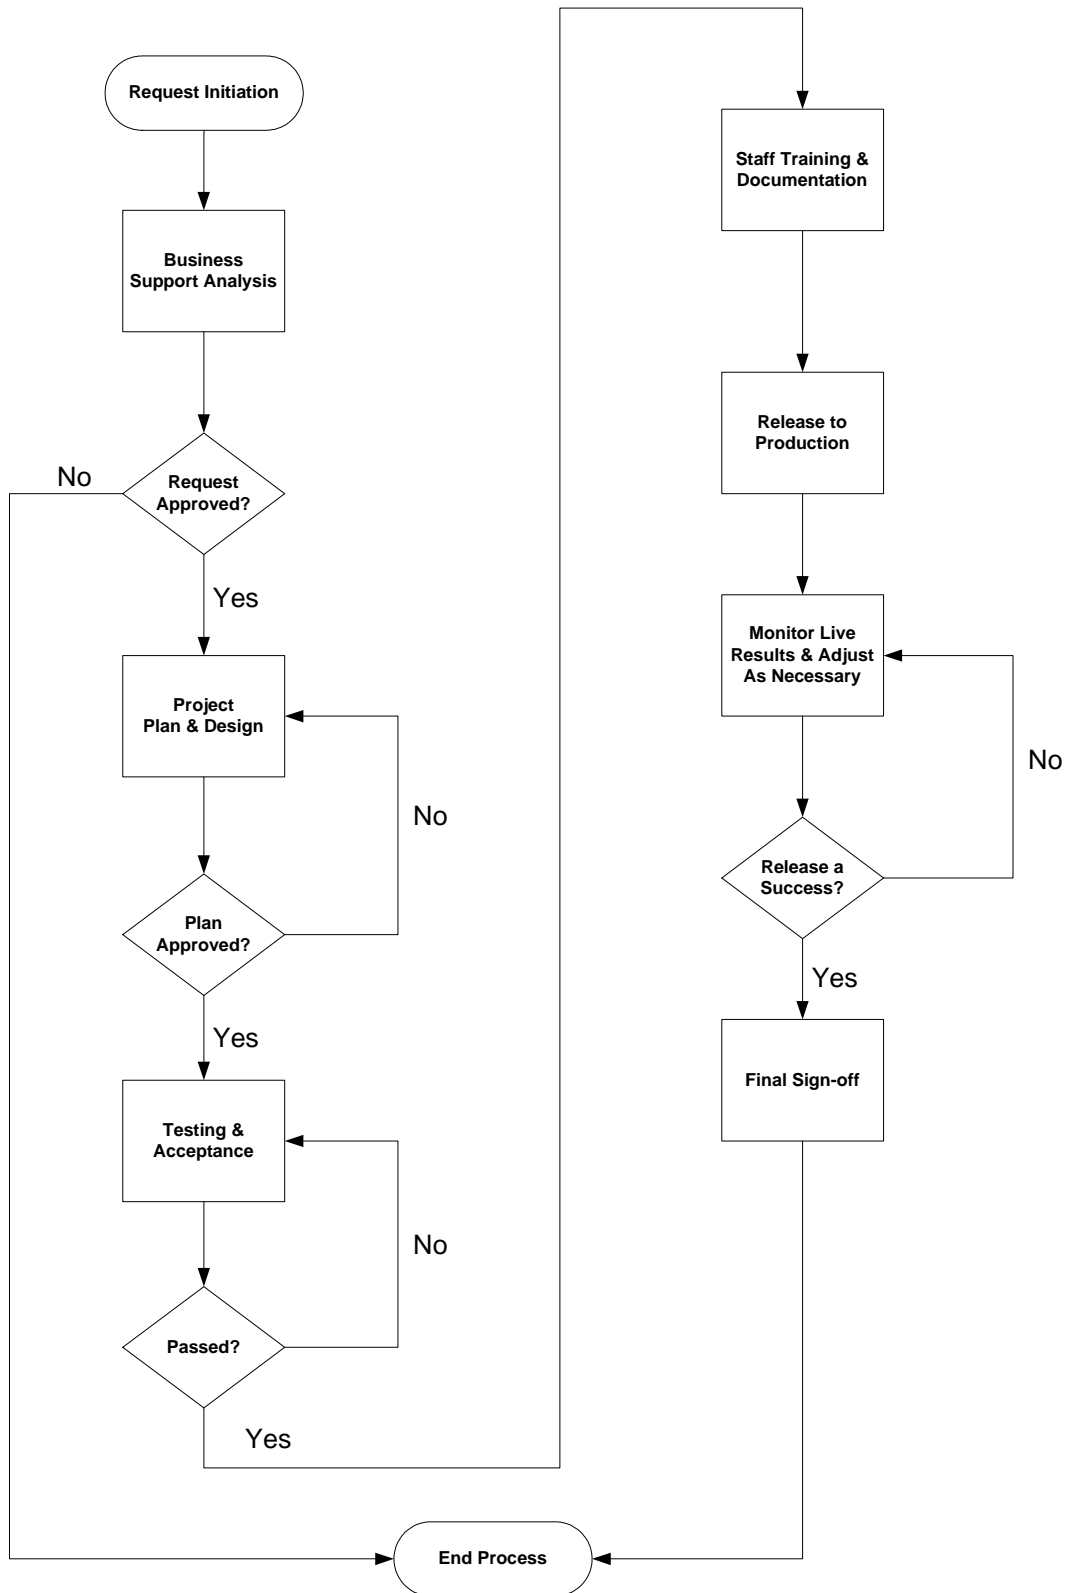 Request Initiation
Business
Support Analysis
Request
Approved?
No
Yes
Project
Plan & Design
No
Plan
Approved?
Yes
Testing &
Acceptance
No
Passed?
Yes
Staff Training &
Documentation
Release to
Production
Monitor Live
Results & Adjust
As Necessary
No
Release a
Success?
Yes
Final Sign-off
End Process